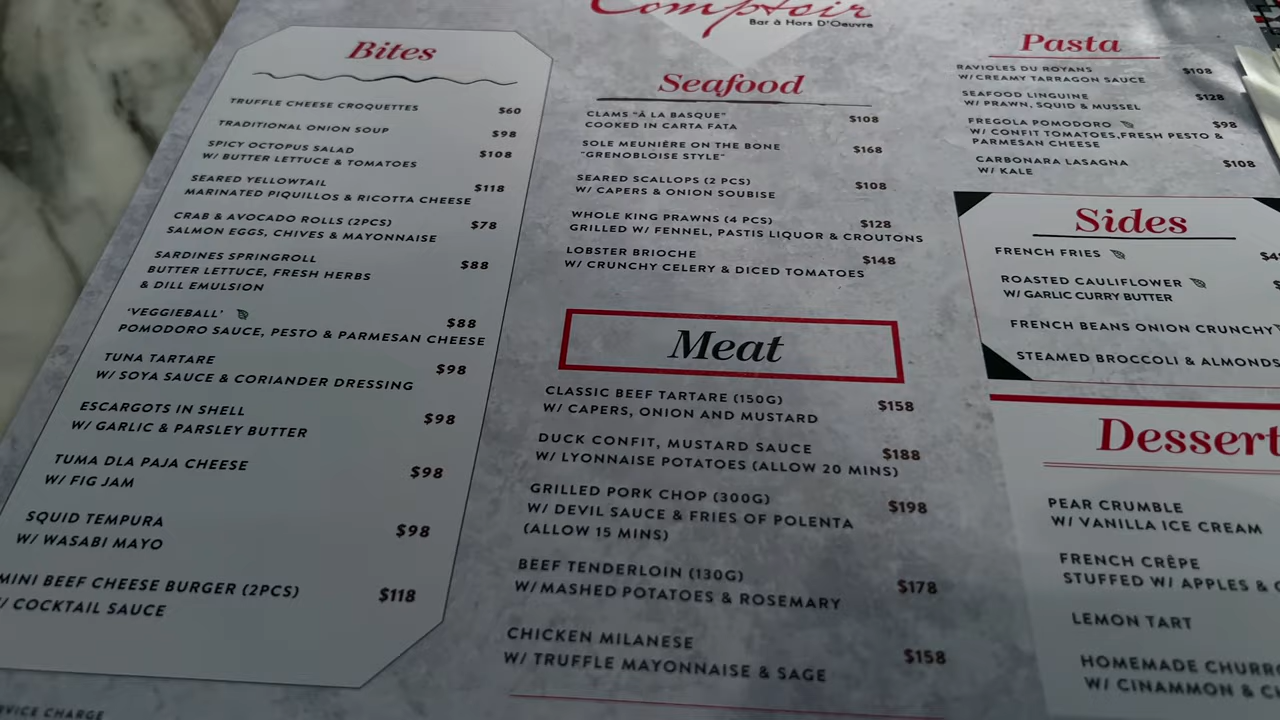 Comptoir
Bar à Hors D'Oeuvre
Bites
TRUFFLE CHEESE CROQUETTES $60
TRADITIONAL ONION SOUP $98
SPICY OCTOPUS SALAD $108
W/ BUTTER LETTUCE & TOMATOES
SEARED YELLOWTAIL $118
MARINATED PIQUILLOS & RICOTTA CHEESE
CRAB & AVOCADO ROLLS (2PCS) $78
SALMON EGGS, CHIVES & MAYONNAISE
SARDINES SPRINGROLL $88
BUTTER LETTUCE, FRESH HERBS
& DILL EMULSION
'VEGGIEBALL' $88
POMODORO SAUCE, PESTO & PARMESAN CHEESE
TUNA TARTARE $98
W/ SOYA SAUCE & CORIANDER DRESSING
ESCARGOTS IN SHELL $98
W/ GARLIC & PARSLEY BUTTER
TUMA DLA PAJA CHEESE $98
W/ FIG JAM
SQUID TEMPURA $98
W/ WASABI MAYO
MINI BEEF CHEESE BURGER (2PCS) $118
/ COCKTAIL SAUCE
RVICE CHARGE
Seafood
CLAMS "À LA BASQUE" $108
COOKED IN CARTA FATA
SOLE MEUNIÈRE ON THE BONE $168
"GRENOBLOISE STYLE"
SEARED SCALLOPS (2 PCS) $108
W/ CAPERS & ONION SOUBISE
WHOLE KING PRAWNS (4 PCS) $128
GRILLED W/ FENNEL, PASTIS LIQUOR & CROUTONS
LOBSTER BRIOCHE $148
W/ CRUNCHY CELERY & DICED TOMATOES
Meat
CLASSIC BEEF TARTARE (150G) $158
W/ CAPERS, ONION AND MUSTARD
DUCK CONFIT, MUSTARD SAUCE $188
W/ LYONNAISE POTATOES (ALLOW 20 MINS)
GRILLED PORK CHOP (300G) $198
W/ DEVIL SAUCE & FRIES OF POLENTA
(ALLOW 15 MINS)
BEEF TENDERLOIN (130G) $178
W/ MASHED POTATOES & ROSEMARY
CHICKEN MILANESE $158
W/ TRUFFLE MAYONNAISE & SAGE
Pasta
RAVIOLES DU ROYANS $108
W/ CREAMY TARRAGON SAUCE
SEAFOOD LINGUINE $128
W/ PRAWN, SQUID & MUSSEL
FREGOLA POMODORO $98
W/ CONFIT TOMATOES,FRESH PESTO &
PARMESAN CHEESE
CARBONARA LASAGNA $108
W/ KALE
Sides
FRENCH FRIES
ROASTED CAULIFLOWER
W/ GARLIC CURRY BUTTER
FRENCH BEANS ONION CRUNCHY
STEAMED BROCCOLI & ALMONDS
Dessert
PEAR CRUMBLE
W/ VANILLA ICE CREAM
FRENCH CRÊPE
STUFFED W/ APPLES &
LEMON TART
HOMEMADE CHURRO
W/ CINAMMON &